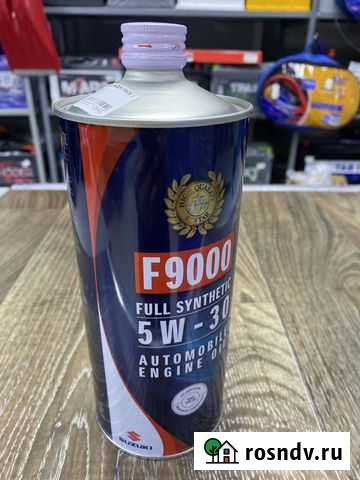 F9000
FULL SYNTHETIC
5W-30
AUTOMOBILE
ENGINE OIL
SUZUKI
rosndv.ru